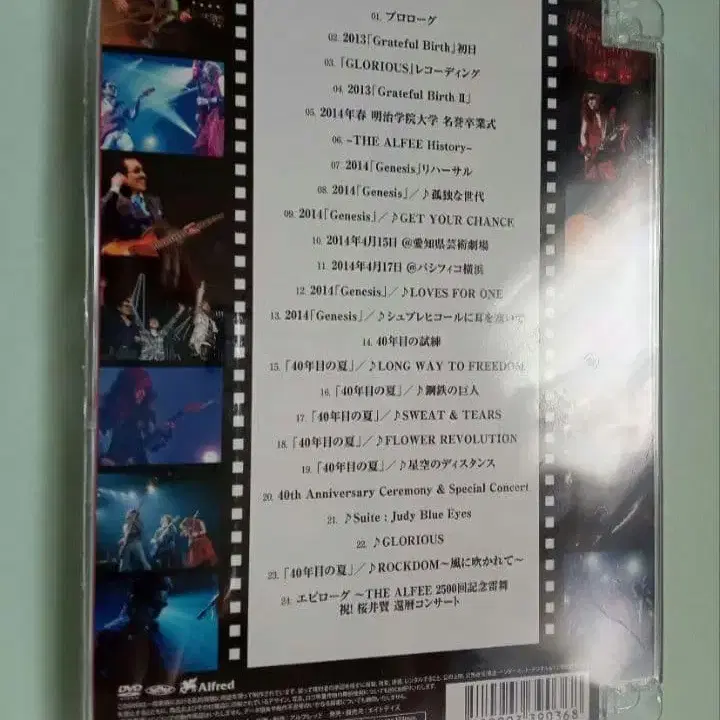 01. プロローグ
02. 2013「Grateful Birth」初日
03. 「GLORIOUS」レコーディング
04. 2013「Grateful Birth II」
05. 2014年春 明治学院大学 名誉卒業式
06. -THE ALFEE History-
07. 2014「Genesis」リハーサル
08. 2014「Genesis」/♪孤独な世代
09. 2014「Genesis」/♪GET YOUR CHANCE
10. 2014年4月15日 @愛知県芸術劇場
11. 2014年4月17日 @パシフィコ横浜
12. 2014「Genesis」/♪LOVES FOR ONE
13. 2014「Genesis」/♪シュプレヒコールに耳を塞いで
14. 40年目の試練
15. 「40年目の夏」/♪LONG WAY TO FREEDOM
16. 「40年目の夏」/♪鋼鉄の巨人
17. 「40年目の夏」/♪SWEAT & TEARS
18. 「40年目の夏」/♪FLOWER REVOLUTION
19. 「40年目の夏」/♪星空のディスタンス
20. 40th Anniversary Ceremony & Special Concert
21. ♪Suite : Judy Blue Eyes
22. ♪GLORIOUS
23. 「40年目の夏」/♪ROCKDOM〜風に吹かれて〜
24. エピローグ 〜THE ALFEE 2500回記念雷舞
祝! 桜井賢 還暦コンサート
DVD
Alfred